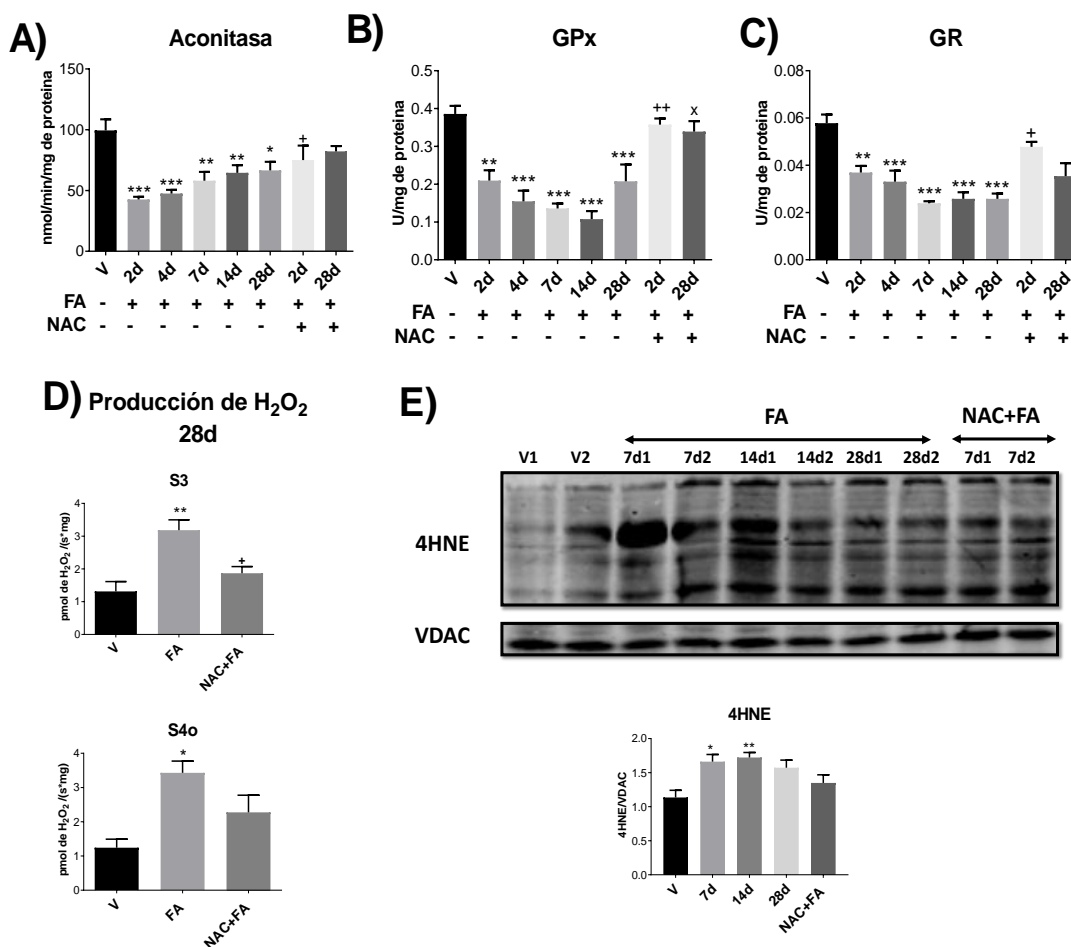 A)
Aconitasa
nmol/min/mg de proteina
150
100
50
0
***
***
**
**
*
+
V 2d 4d 7d 14d 28d 2d 28d
FA - + + + + + + +
NAC - - - - - - + +
B)
GPx
U/mg de proteina
0.5
0.4
0.3
0.2
0.1
0.0
**
***
***
***
***
++
x
V 2d 4d 7d 14d 28d 2d 28d
FA - + + + + + + +
NAC - - - - - - + +
C)
GR
U/mg de proteina
0.08
0.06
0.04
0.02
0.00
**
***
***
***
***
+
V 2d 4d 7d 14d 28d 2d 28d
FA - + + + + + + +
NAC - - - - - - + +
D) Producción de H₂O₂
28d
S3
pmol de H₂O₂ /(s*mg)
4
3
2
1
0
**
+
V FA NAC+FA
S4o
pmol de H₂O₂ /(s*mg)
4
3
2
1
0
*
V FA NAC+FA
E)
FA NAC+FA
V1 V2 7d1 7d2 14d1 14d2 28d1 28d2 7d1 7d2
4HNE
VDAC
4HNE
4HNE/VDAC
2.0
1.5
1.0
0.5
0.0
*
**
V 7d 14d 28d NAC+FA